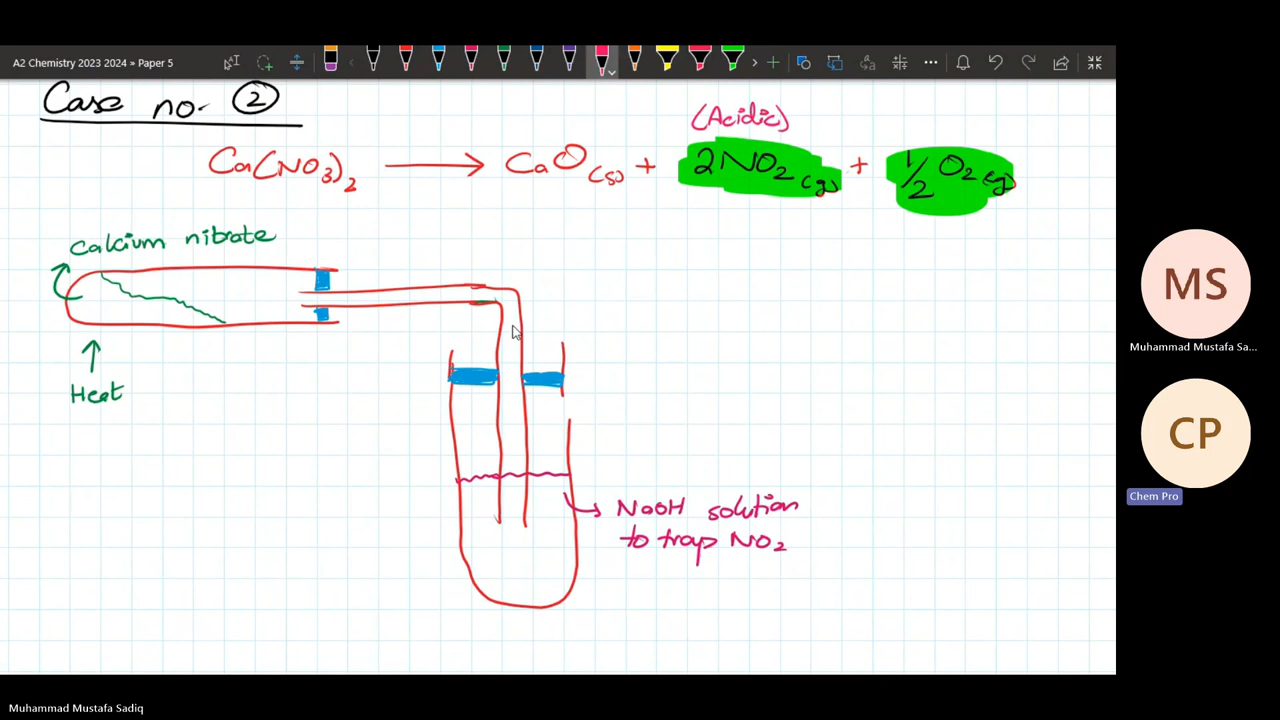 A2 Chemistry 2023 2024 » Paper 5
Case no. ②
(Acidic)
Ca(NO₃)₂ → CaO(s) + 2NO₂(g) + ½ O₂(g)
Calcium nitrate
Heat
NaOH solution
to trap NO₂
MS
Muhammad Mustafa Sa...
CP
Chem Pro
Muhammad Mustafa Sadiq